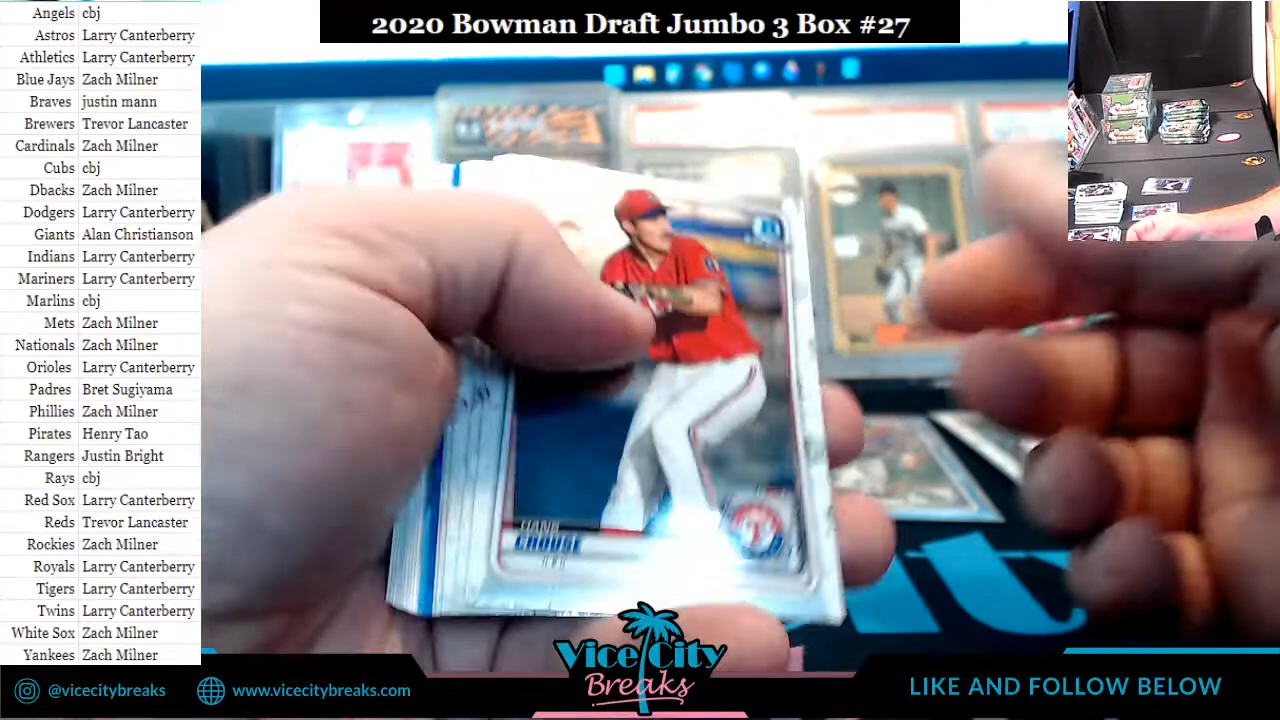 2020 Bowman Draft Jumbo 3 Box #27
Angels cbj
Astros Larry Canterberry
Athletics Larry Canterberry
Blue Jays Zach Milner
Braves justin mann
Brewers Trevor Lancaster
Cardinals Zach Milner
Cubs cbj
Dbacks Zach Milner
Dodgers Larry Canterberry
Giants Alan Christianson
Indians Larry Canterberry
Mariners Larry Canterberry
Marlins cbj
Mets Zach Milner
Nationals Zach Milner
Orioles Larry Canterberry
Padres Bret Sugiyama
Phillies Zach Milner
Pirates Henry Tao
Rangers Justin Bright
Rays cbj
Red Sox Larry Canterberry
Reds Trevor Lancaster
Rockies Zach Milner
Royals Larry Canterberry
Tigers Larry Canterberry
Twins Larry Canterberry
White Sox Zach Milner
Yankees Zach Milner
HANS
CROUSE
T
Vice City
Breaks
@vicecitybreaks
www.vicecitybreaks.com
LIKE AND FOLLOW BELOW